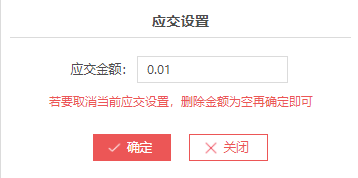 应交设置
应交金额： 0.01
若要取消当前应交设置，删除金额为空再确定即可
确定 关闭